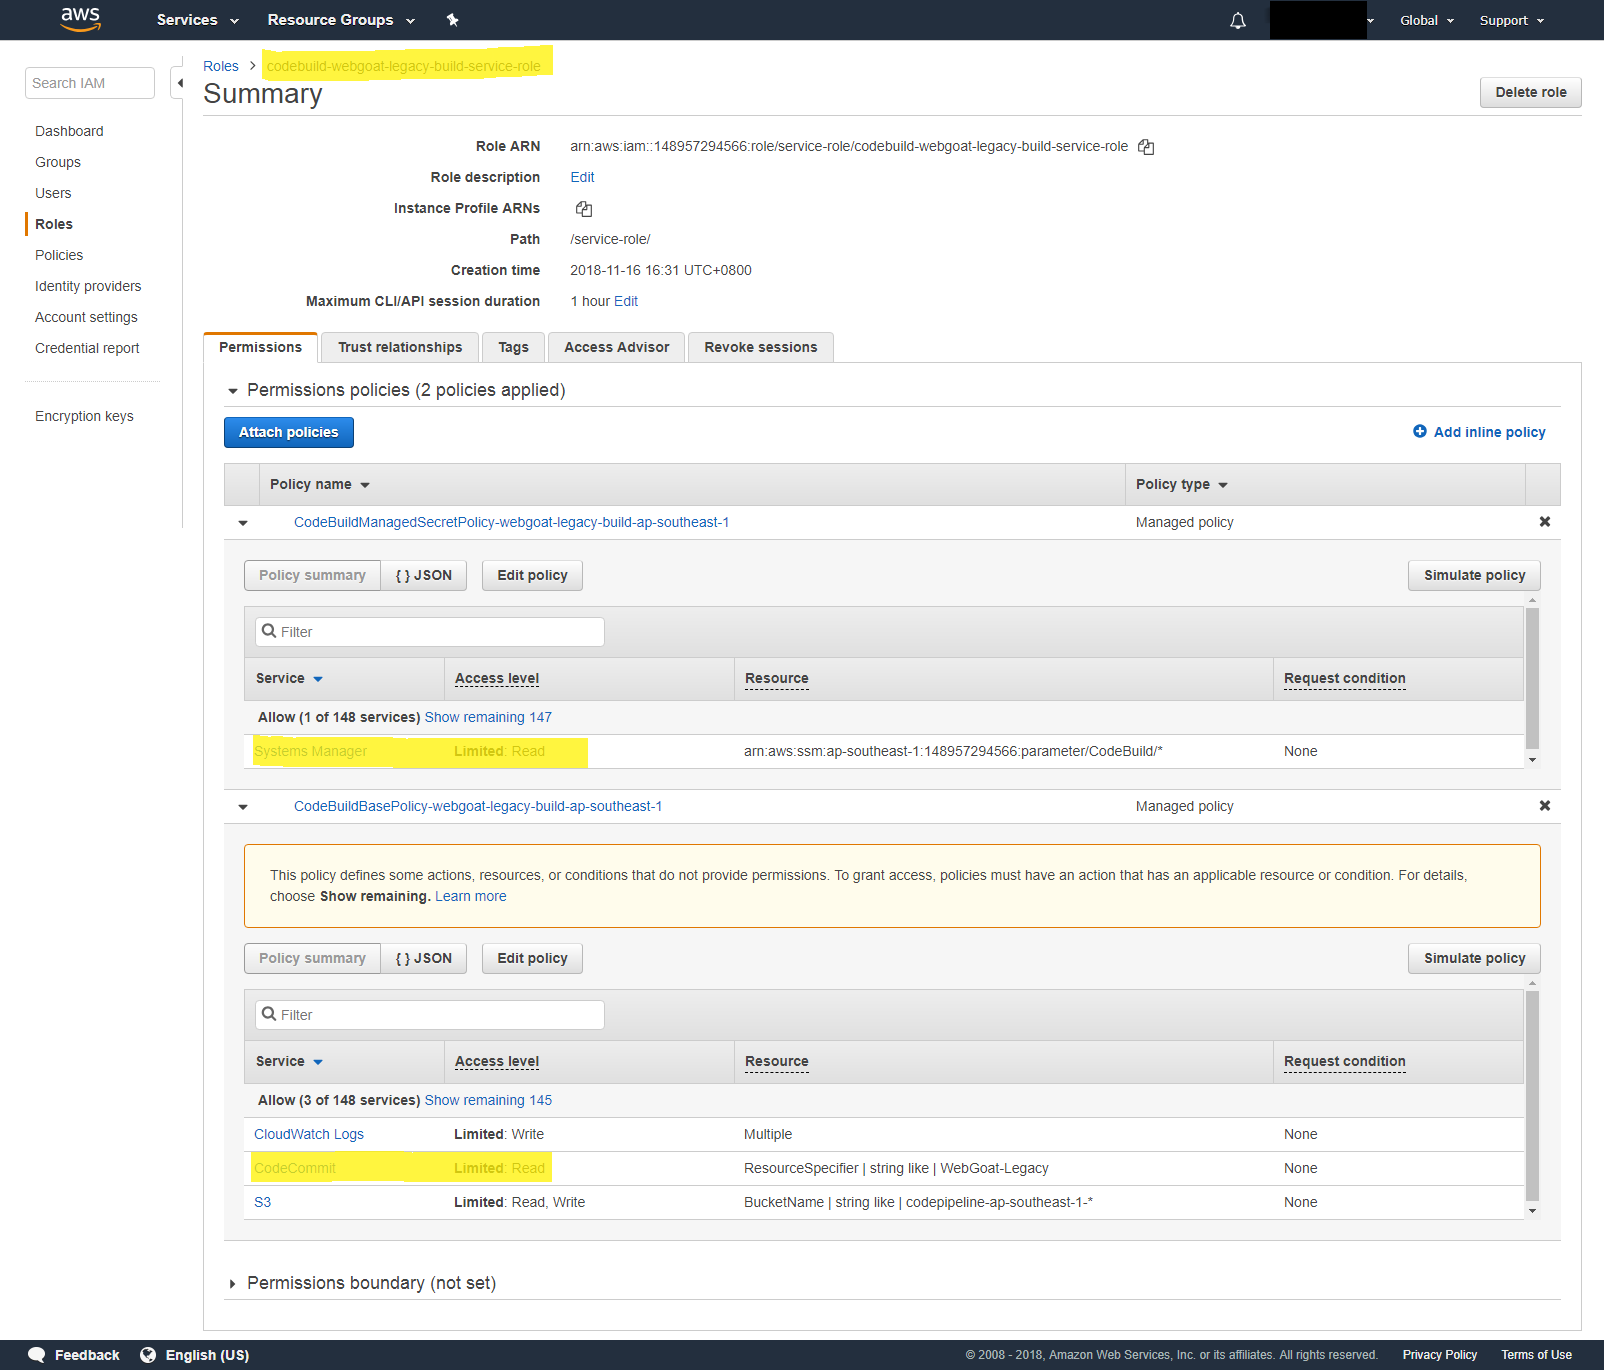 aws Services Resource Groups Global Support
Search IAM
Dashboard
Groups
Users
Roles
Policies
Identity providers
Account settings
Credential report
Encryption keys
Roles > codebuild-webgoat-legacy-build-service-role
Summary
Delete role
Role ARN arn:aws:iam::148957294566:role/service-role/codebuild-webgoat-legacy-build-service-role
Role description Edit
Instance Profile ARNs
Path /service-role/
Creation time 2018-11-16 16:31 UTC+0800
Maximum CLI/API session duration 1 hour Edit
Permissions Trust relationships Tags Access Advisor Revoke sessions
Permissions policies (2 policies applied)
Attach policies Add inline policy
Policy name Policy type
CodeBuildManagedSecretPolicy-webgoat-legacy-build-ap-southeast-1 Managed policy
Policy summary { } JSON Edit policy Simulate policy
Filter
Service Access level Resource Request condition
Allow (1 of 148 services) Show remaining 147
Systems Manager Limited: Read arn:aws:ssm:ap-southeast-1:148957294566:parameter/CodeBuild/* None
CodeBuildBasePolicy-webgoat-legacy-build-ap-southeast-1 Managed policy
This policy defines some actions, resources, or conditions that do not provide permissions. To grant access, policies must have an action that has an applicable resource or condition. For details,
choose Show remaining. Learn more
Policy summary { } JSON Edit policy Simulate policy
Filter
Service Access level Resource Request condition
Allow (3 of 148 services) Show remaining 145
CloudWatch Logs Limited: Write Multiple None
CodeCommit Limited: Read ResourceSpecifier | string like | WebGoat-Legacy None
S3 Limited: Read, Write BucketName | string like | codepipeline-ap-southeast-1-* None
Permissions boundary (not set)
Feedback English (US) © 2008 - 2018, Amazon Web Services, Inc. or its affiliates. All rights reserved. Privacy Policy Terms of Use